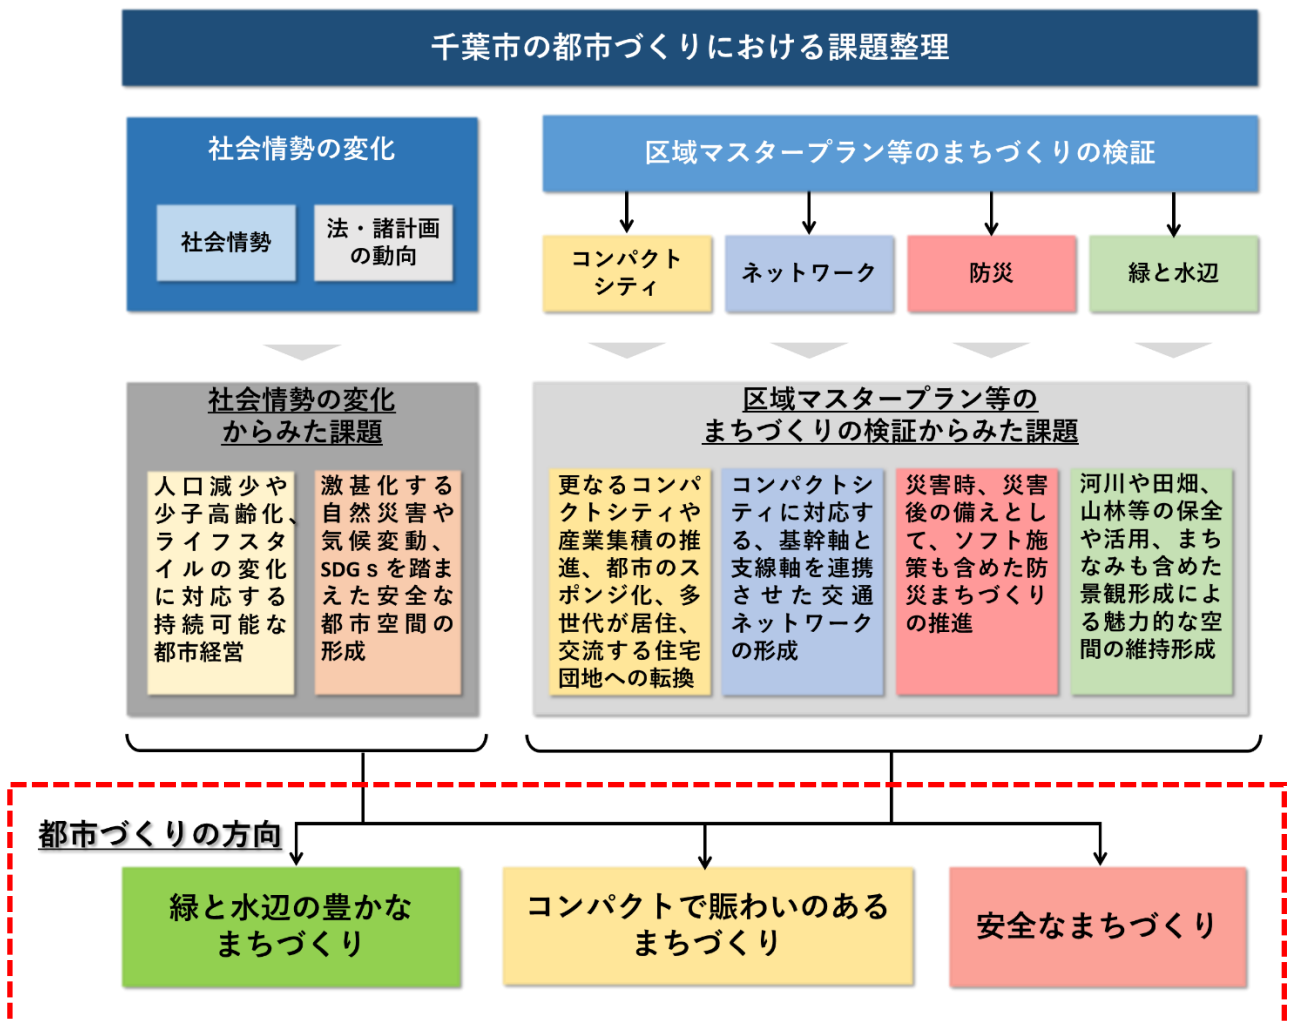 千葉市の都市づくりにおける課題整理
社会情勢の変化
社会情勢
法・諸計画
の動向
区域マスタープラン等のまちづくりの検証
コンパクト
シティ
ネットワーク
防災
緑と水辺
社会情勢の変化
からみた課題
人口減少や
少子高齢化、
ライフスタ
イルの変化
に対応する
持続可能な
都市経営
激甚化する
自然災害や
気候変動、
SDGｓを踏ま
えた安全な
都市空間の
形成
区域マスタープラン等の
まちづくりの検証からみた課題
更なるコンパ
クトシティや
産業集積の推
進、都市のス
ポンジ化、多
世代が居住、
交流する住宅
団地への転換
コンパクトシ
ティに対応す
る、基幹軸と
支線軸を連携
させた交通
ネットワーク
の形成
災害時、災害
後の備えとし
て、ソフト施
策も含めた防
災まちづくり
の推進
河川や田畑、
山林等の保全
や活用、まち
なみも含めた
景観形成によ
る魅力的な空
間の維持形成
都市づくりの方向
緑と水辺の豊かな
まちづくり
コンパクトで賑わいのある
まちづくり
安全なまちづくり